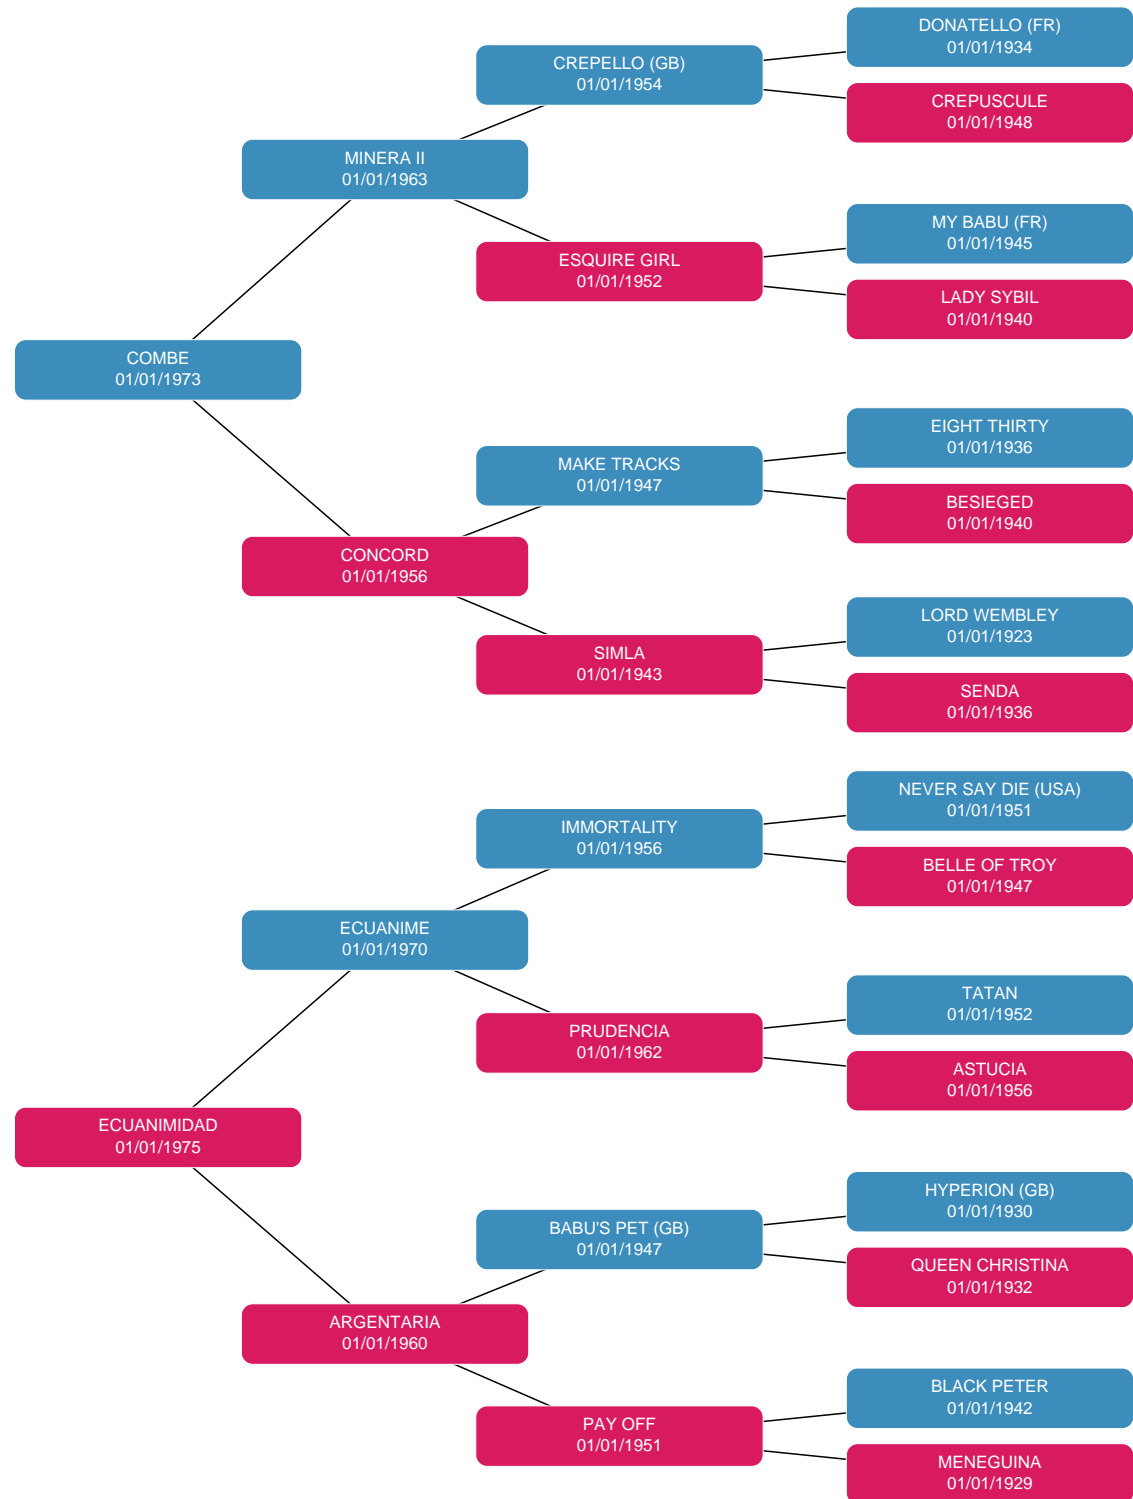 DONATELLO (FR)
01/01/1934
CREPELLO (GB)
01/01/1954
CREPUSCULE
01/01/1948
MINERA II
01/01/1963
MY BABU (FR)
01/01/1945
ESQUIRE GIRL
01/01/1952
LADY SYBIL
01/01/1940
COMBE
01/01/1973
EIGHT THIRTY
01/01/1936
MAKE TRACKS
01/01/1947
BESIEGED
01/01/1940
CONCORD
01/01/1956
LORD WEMBLEY
01/01/1923
SIMLA
01/01/1943
SENDA
01/01/1936
NEVER SAY DIE (USA)
01/01/1951
IMMORTALITY
01/01/1956
BELLE OF TROY
01/01/1947
ECUANIME
01/01/1970
TATAN
01/01/1952
PRUDENCIA
01/01/1962
ASTUCIA
01/01/1956
ECUANIMIDAD
01/01/1975
HYPERION (GB)
01/01/1930
BABU'S PET (GB)
01/01/1947
QUEEN CHRISTINA
01/01/1932
ARGENTARIA
01/01/1960
BLACK PETER
01/01/1942
PAY OFF
01/01/1951
MENEGUINA
01/01/1929